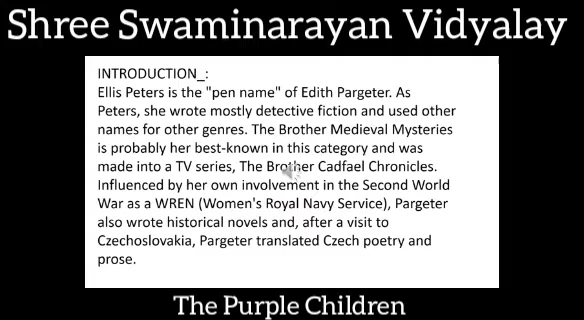 Shree Swaminarayan Vidyalay
INTRODUCTION_:
Ellis Peters is the "pen name" of Edith Pargeter. As
Peters, she wrote mostly detective fiction and used other
names for other genres. The Brother Medieval Mysteries
is probably her best-known in this category and was
made into a TV series, The Brother Cadfael Chronicles.
Influenced by her own involvement in the Second World
War as a WREN (Women's Royal Navy Service), Pargeter
also wrote historical novels and, after a visit to
Czechoslovakia, Pargeter translated Czech poetry and
prose.
The Purple Children